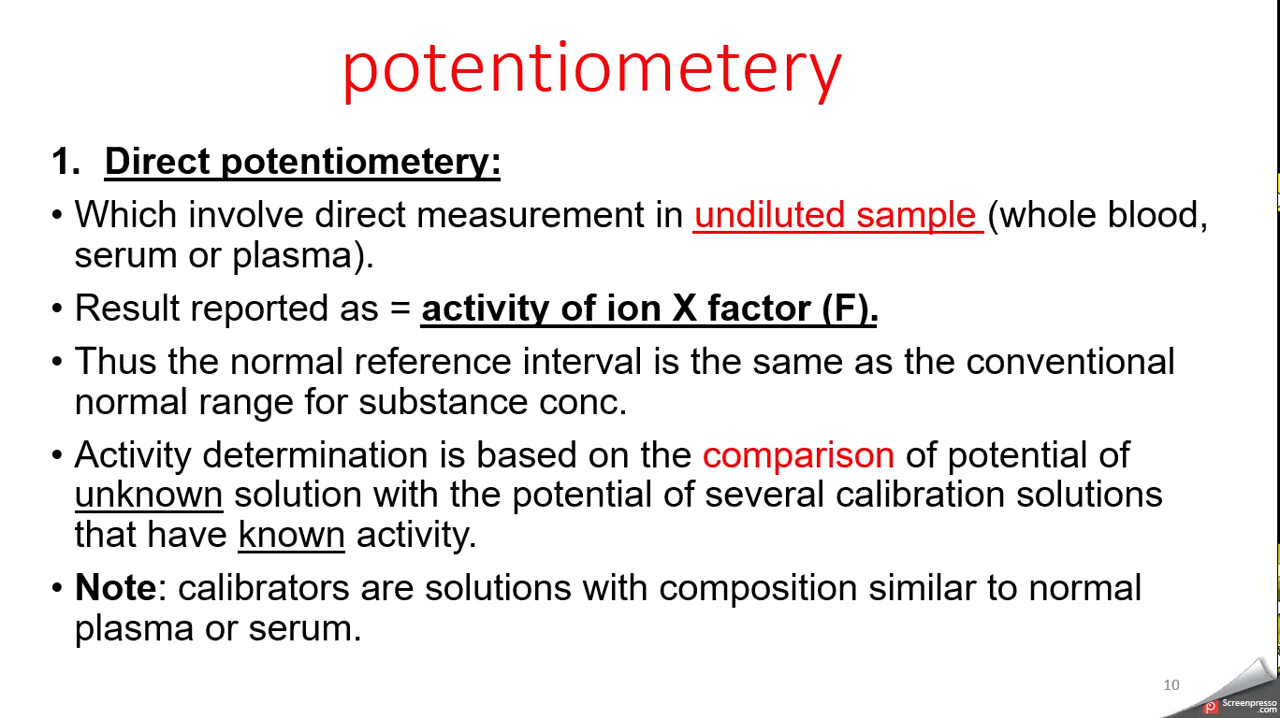 potentiometery
1. Direct potentiometery:
• Which involve direct measurement in undiluted sample (whole blood,
serum or plasma).
• Result reported as = activity of ion X factor (F).
• Thus the normal reference interval is the same as the conventional
normal range for substance conc.
• Activity determination is based on the comparison of potential of
unknown solution with the potential of several calibration solutions
that have known activity.
• Note: calibrators are solutions with composition similar to normal
plasma or serum.
10
Screenpresso
.com